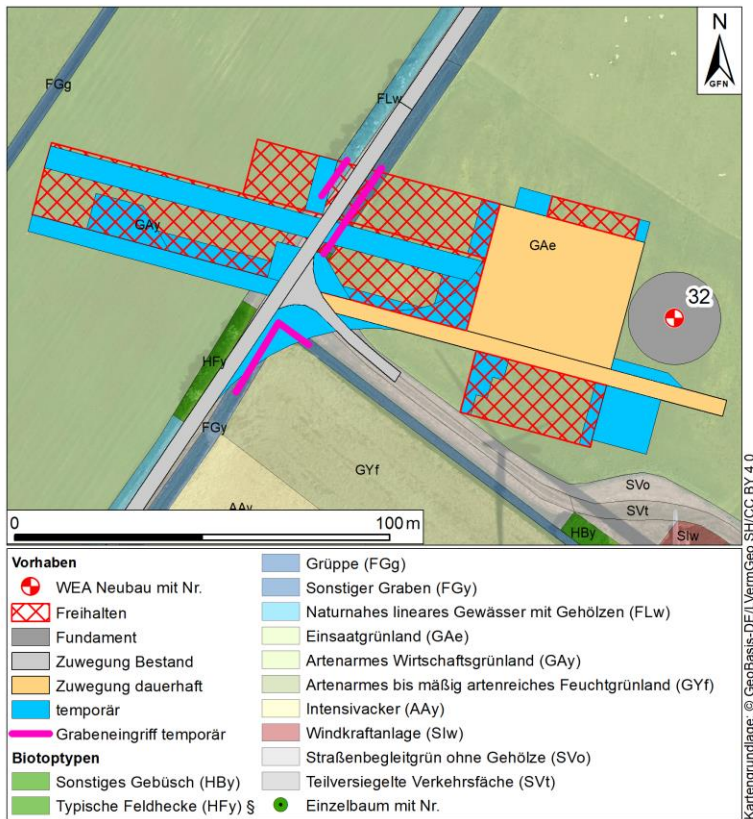 N
GFN
FGg
FLw
GAy
GAe
32
HFy
FGy
GYf
AAy
SVo
SVt
HBy
SIw
0
100 m
Kartengrundlage: © GeoBasis-DE/LVermGeo SH/CC BY 4.0
Vorhaben
WEA Neubau mit Nr.
Freihalten
Fundament
Zuwegung Bestand
Zuwegung dauerhaft
temporär
Grabeneingriff temporär
Biotoptypen
Sonstiges Gebüsch (HBy)
Typische Feldhecke (HFy) §
Grüppe (FGg)
Sonstiger Graben (FGy)
Naturnahes lineares Gewässer mit Gehölzen (FLw)
Einsaatgrünland (GAe)
Artenarmes Wirtschaftsgrünland (GAy)
Artenarmes bis mäßig artenreiches Feuchtgrünland (GYf)
Intensivacker (AAy)
Windkraftanlage (SIw)
Straßenbegleitgrün ohne Gehölze (SVo)
Teilversiegelte Verkehrsfäche (SVt)
Einzelbaum mit Nr.